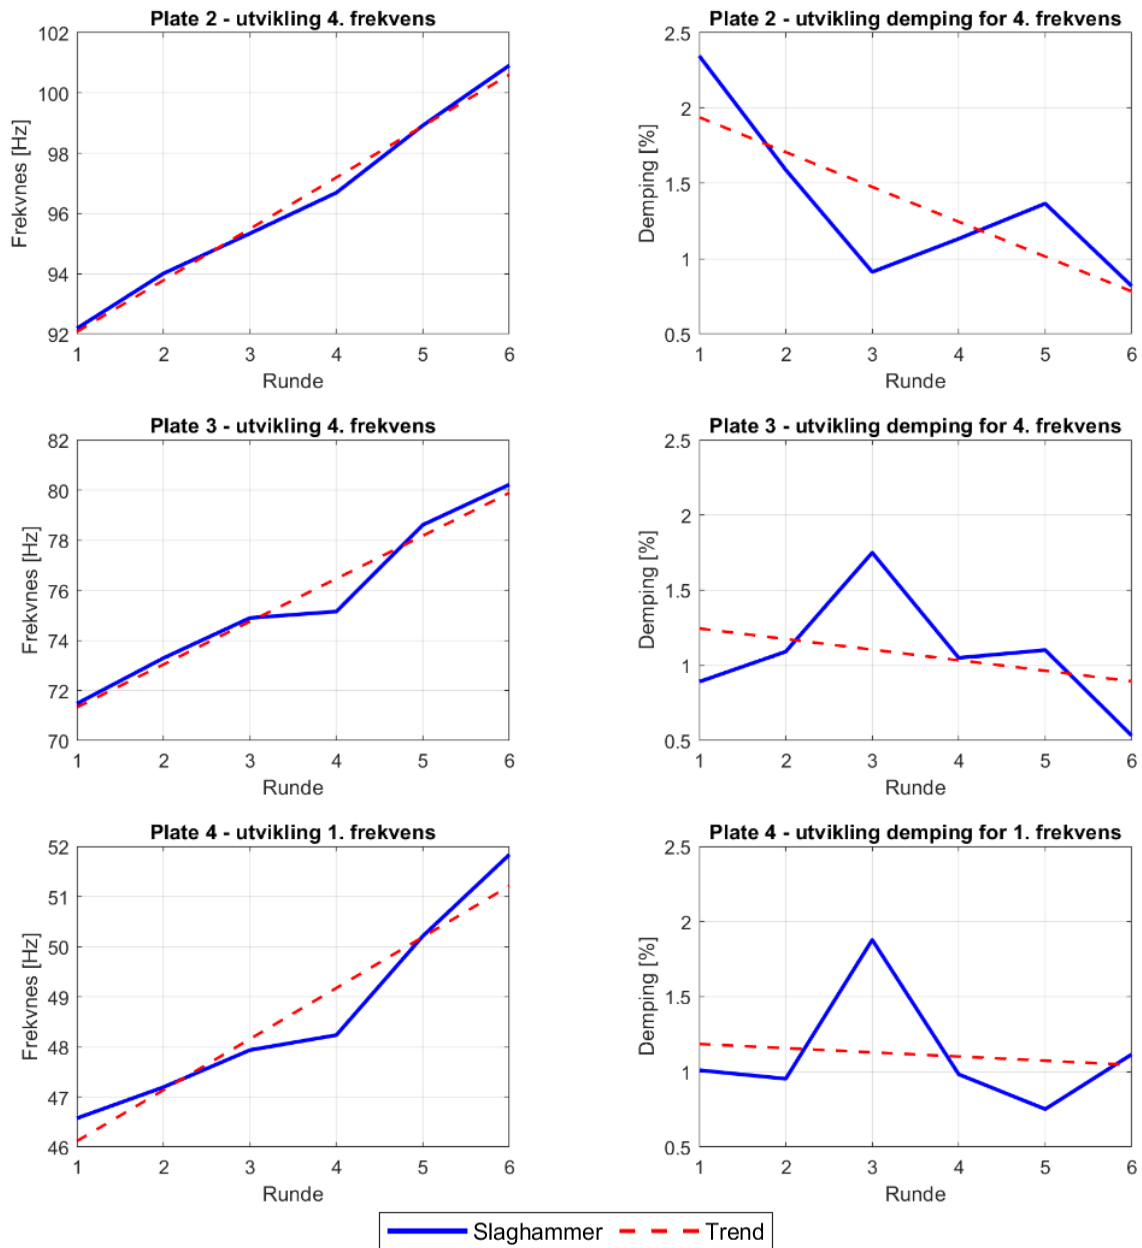 Plate 2 - utvikling 4. frekvens
102
100
98
96
94
92
Frekvnes [Hz]
1 2 3 4 5 6
Runde
Plate 2 - utvikling demping for 4. frekvens
2.5
2
1.5
1
0.5
Demping [%]
1 2 3 4 5 6
Runde
Plate 3 - utvikling 4. frekvens
82
80
78
76
74
72
70
Frekvnes [Hz]
1 2 3 4 5 6
Runde
Plate 3 - utvikling demping for 4. frekvens
2.5
2
1.5
1
0.5
Demping [%]
1 2 3 4 5 6
Runde
Plate 4 - utvikling 1. frekvens
52
51
50
49
48
47
46
Frekvnes [Hz]
1 2 3 4 5 6
Runde
Plate 4 - utvikling demping for 1. frekvens
2.5
2
1.5
1
0.5
Demping [%]
1 2 3 4 5 6
Runde
Slaghammer Trend